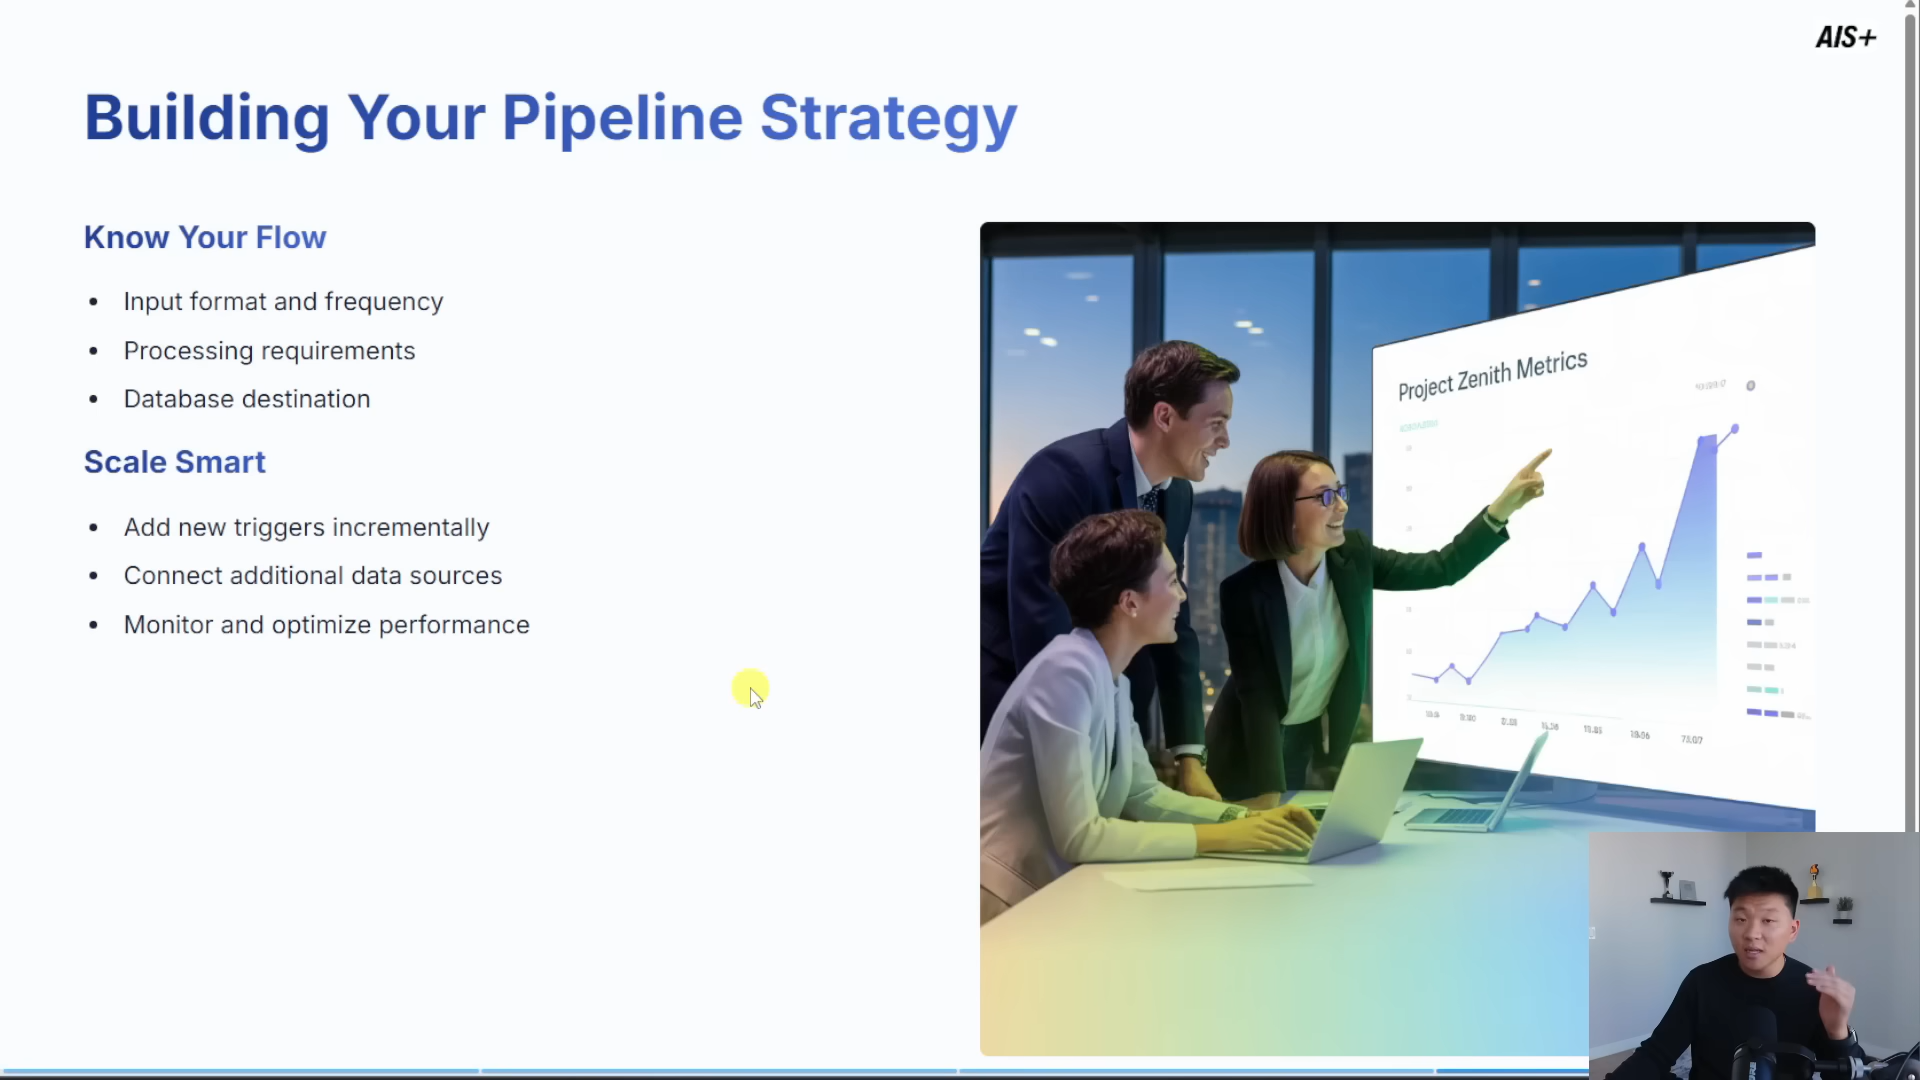 AIS+
Building Your Pipeline Strategy
Know Your Flow
• Input format and frequency
• Processing requirements
• Database destination
Scale Smart
• Add new triggers incrementally
• Connect additional data sources
• Monitor and optimize performance
Project Zenith Metrics